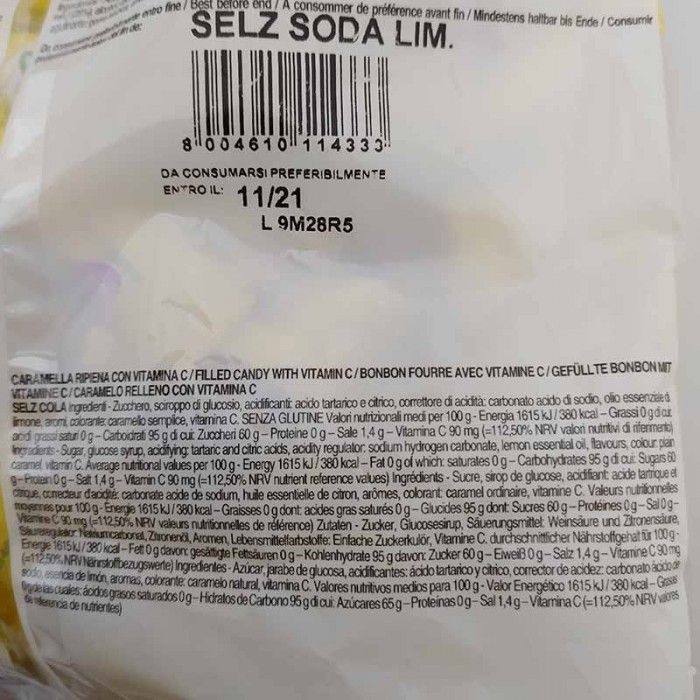 entro fine / Best before end / A consommer de préférence avant fin / Mindestens haltbar bis Ende / Consumir
SELZ SODA LIM.
8 004610 114333
DA CONSUMARSI PREFERIBILMENTE
ENTRO IL: 11/21
L 9M28R5
CARAMELLA RIPIENA CON VITAMINA C / FILLED CANDY WITH VITAMIN C / BONBON FOURRE AVEC VITAMINE C / GEFÜLLTE BONBON MIT
VITAMINE C / CARAMELO RELLENO CON VITAMINA C
SELZ COLA ingredienti - Zucchero, sciroppo di glucosio, acidificanti: acido tartarico e citrico, correttore di acidità: carbonato acido di sodio, olio essenziale di
limone, aromi, colorante: caramello semplice, vitamina C. SENZA GLUTINE Valori nutrizionali medi per 100 g - Energia 1615 kJ / 380 kcal – Grassi 0 g di cui
acidi grassi saturi 0 g – Carboidrati 95 g di cui: Zuccheri 60 g – Proteine 0 g – Sale 1,4 g – Vitamina C 90 mg (=112,50% NRV valori nutritivi di riferimento)
Ingredients - Sugar, glucose syrup, acidifying: tartaric and citric acids, acidity regulator: sodium hydrogen carbonate, lemon essential oil, flavours, colour: plain
caramel, vitamin C. Average nutritional values per 100 g - Energy 1615 kJ / 380 kcal – Fat 0 g of which: saturates 0 g – Carbohydrates 95 g di cui: Sugars 60
g – Protein 0 g – Salt 1,4 g – Vitamin C 90 mg (=112,50% NRV nutrient reference values) Ingrédients - Sucre, sirop de glucose, acidifiant: acide tartrique et
citrique, correcteur d'acidité: carbonate acide de sodium, huile essentielle de citron, arômes, colorant: caramel ordinaire, vitamine C. Valeurs nutritionnelles
moyennes pour 100 g - Energie 1615 kJ / 380 kcal – Graisses 0 g dont: acides gras saturés 0 g – Glucides 95 g dont: Sucres 60 g – Protéines 0 g – Sal 0 g –
Vitamine C 90 mg (=112,50% NRV valeurs nutritionnelles de référence) Zutaten - Zucker, Glucosesirup, Säuerungsmittel: Weinsäure und Zitronensäure,
Säureregulator: Natriumcarbonat, Zitronenöl, Aromen, Lebensmittelfarbstoffe: Einfache Zuckerkulör, Vitamine C. durchschnittlicher Nährstoffgehalt für 100 g -
Energie 1615 kJ / 380 kcal – Fett 0 g davon: gesättigte Fettsäuren 0 g – Kohlenhydrate 95 g davon: Zucker 60 g – Eiweiß 0 g – Salz 1,4 g – Vitamine C 90 mg
(=112,50% NRV Nährstoffbezugswerte) Ingredientes - Azúcar, jarabe de glucosa, acidificantes: ácido tartárico y cítrico, corrector de acidez: carbonato ácido de
sodio, esencia de limón, aromas, colorante: caramelo natural, vitamina C. Valores nutritivos medios para 100 g - Valor Energético 1615 kJ / 380 kcal – Grasas
0 g de las cuales: ácidos grasos saturados 0 g – Hidratos de Carbono 95 g di cui: Azúcares 65 g – Proteínas 0 g – Sal 1,4 g – Vitamina C (=112,50% NRV valores
de referencia de nutrientes)